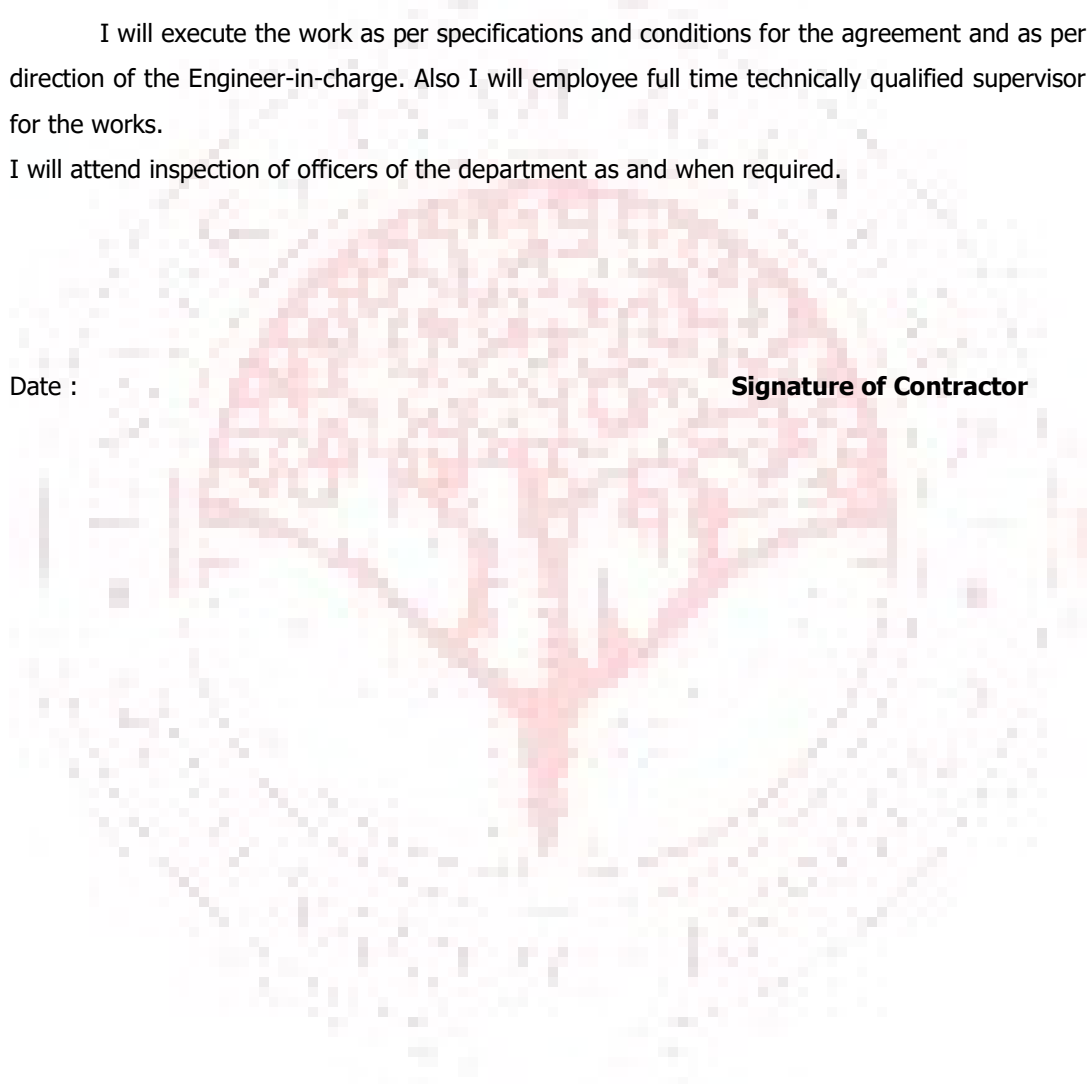 I will execute the work as per specifications and conditions for the agreement and as per
direction of the Engineer-in-charge. Also I will employee full time technically qualified supervisor
for the works.
I will attend inspection of officers of the department as and when required.
Date :
Signature of Contractor